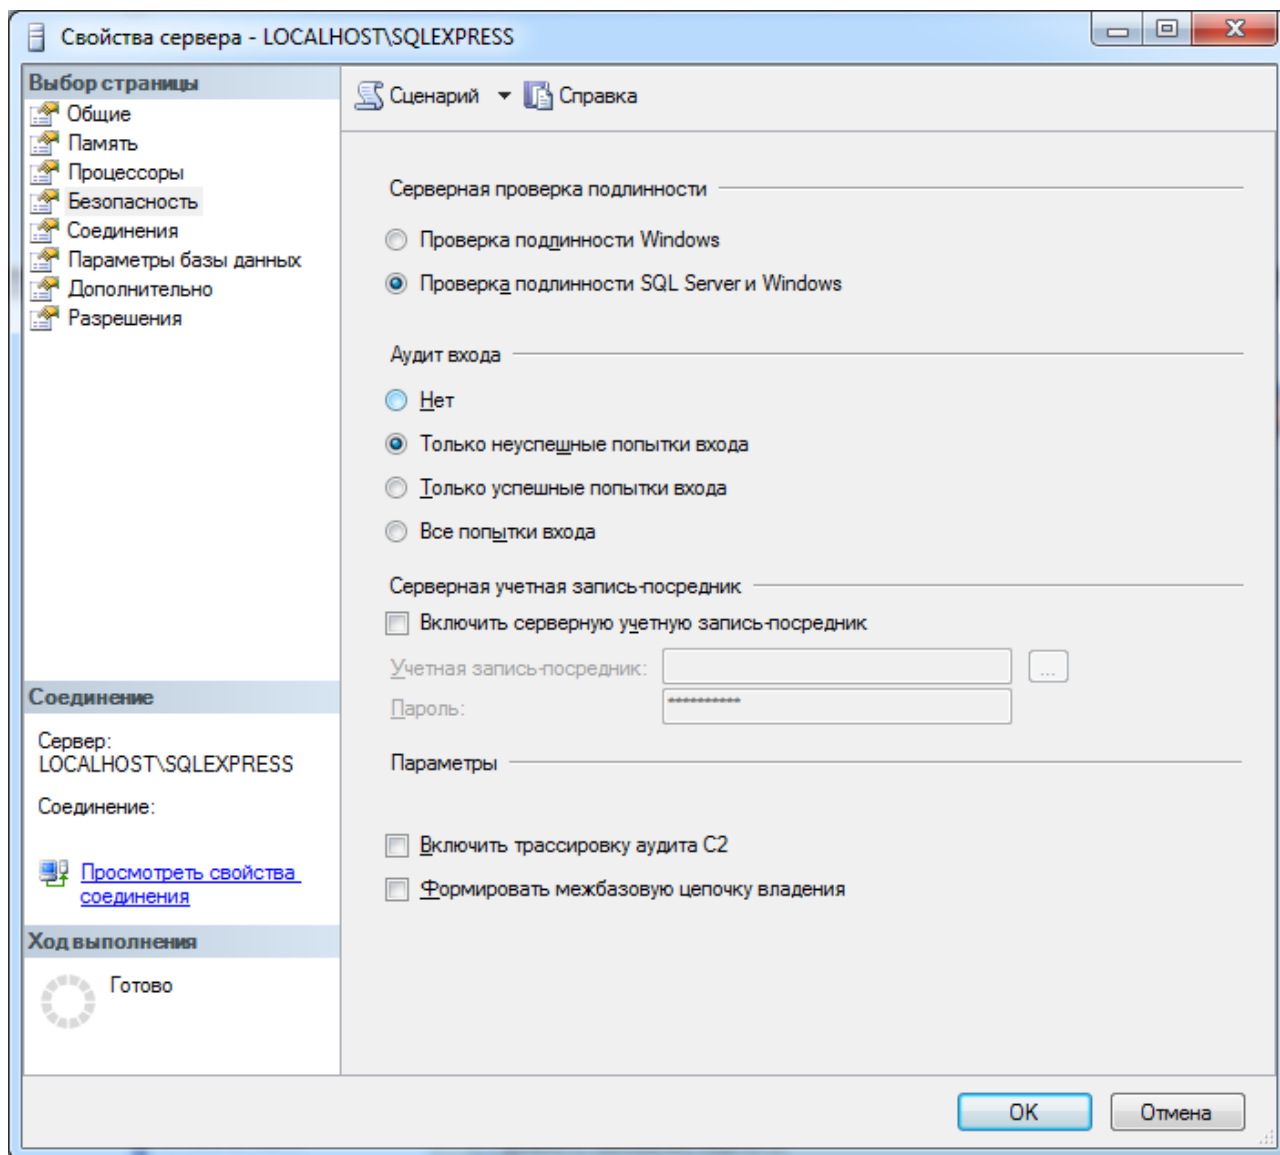 Свойства сервера - LOCALHOST\SQLEXPRESS
Выбор страницы
Общие
Память
Процессоры
Безопасность
Соединения
Параметры базы данных
Дополнительно
Разрешения
Сценарий
Справка
Серверная проверка подлинности
Проверка подлинности Windows
Проверка подлинности SQL Server и Windows
Аудит входа
Нет
Только неуспешные попытки входа
Только успешные попытки входа
Все попытки входа
Серверная учетная запись-посредник
Включить серверную учетную запись-посредник
Учетная запись-посредник:
...
Пароль:
**********
Параметры
Включить трассировку аудита C2
Формировать межбазовую цепочку владения
Соединение
Сервер:
LOCALHOST\SQLEXPRESS
Соединение:
Просмотреть свойства
соединения
Ход выполнения
Готово
OK
Отмена